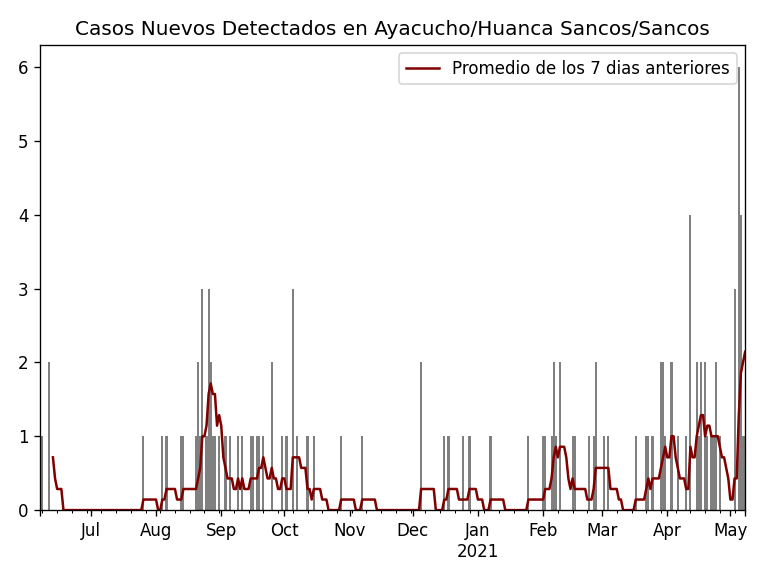 Casos Nuevos Detectados en Ayacucho/Huanca Sancos/Sancos
Promedio de los 7 dias anteriores
6
5
4
3
2
1
0
Jul Aug Sep Oct Nov Dec Jan Feb Mar Apr May
2021